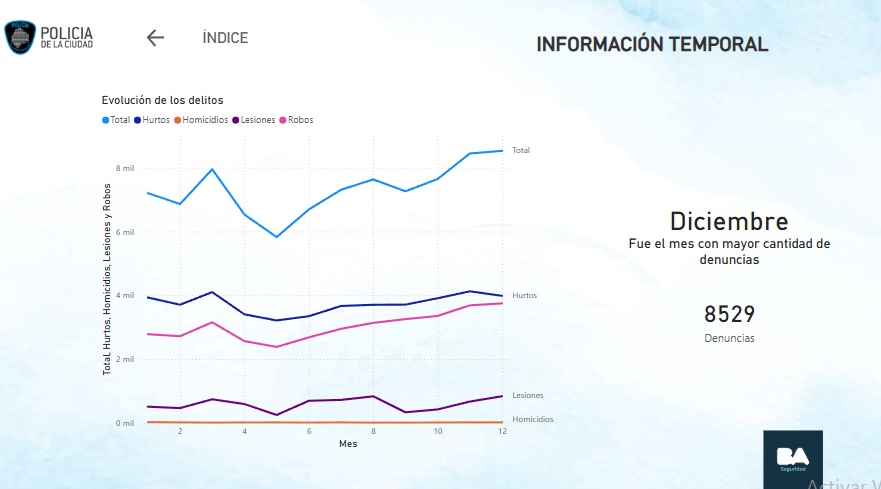 POLICIA
POLICIA
DE LA CIUDAD
ÍNDICE
INFORMACIÓN TEMPORAL
Evolución de los delitos
Total Hurtos Homicidios Lesiones Robos
Total, Hurtos, Homicidios, Lesiones y Robos
8 mil
6 mil
4 mil
2 mil
0 mil
2 4 6 8 10 12
Mes
Total
Hurtos
Lesiones
Homicidios
Diciembre
Fue el mes con mayor cantidad de
denuncias
8529
Denuncias
BA
Seguridad
Activar W